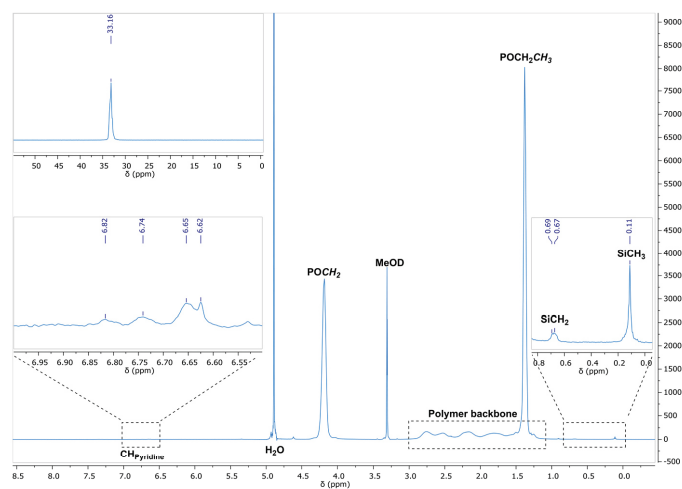 33.16
50 45 40 35 30 25 20 15 10 5 0
δ (ppm)
6.82 6.74 6.65 6.62
6.95 6.90 6.85 6.80 6.75 6.70 6.65 6.60 6.55
δ (ppm)
CHPyridine
H2O
POCH2
MeOD
Polymer backbone
POCH2CH3
0.69 0.67 0.11
SiCH3
SiCH2
0.8 0.6 0.4 0.2 0.0
δ (ppm)
9000
8500
8000
7500
7000
6500
6000
5500
5000
4500
4000
3500
3000
2500
2000
1500
1000
500
0
-500
8.5 8.0 7.5 7.0 6.5 6.0 5.5 5.0 4.5 4.0 3.5 3.0 2.5 2.0 1.5 1.0 0.5 0.0
δ (ppm)